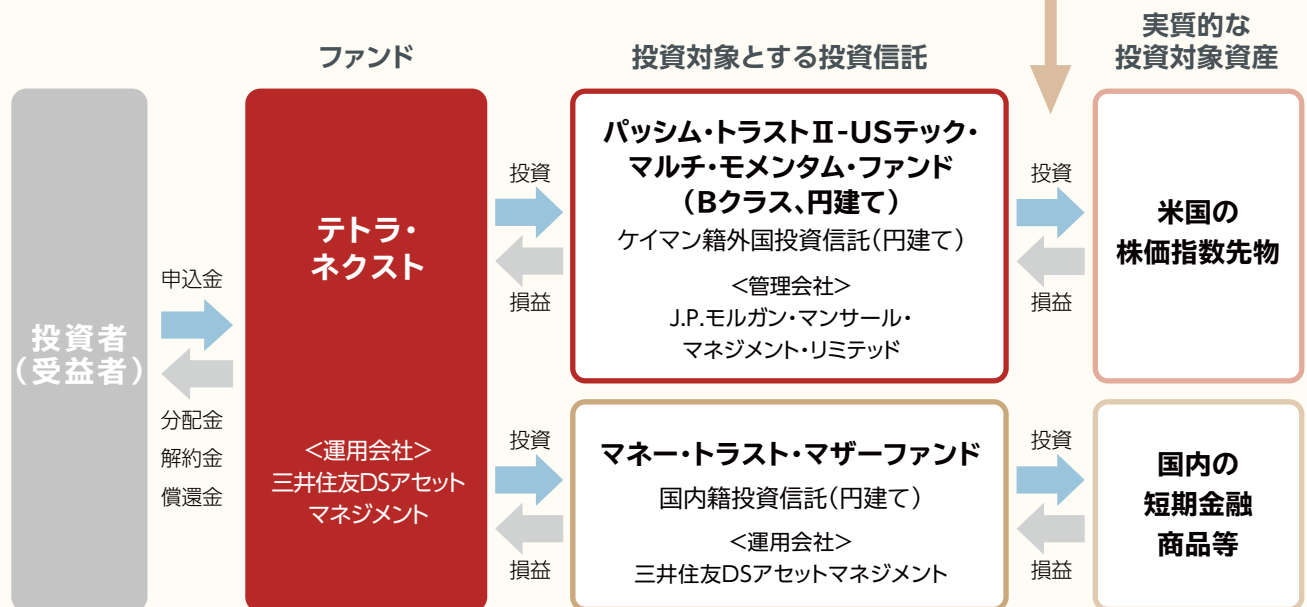 ファンド
投資対象とする投資信託
実質的な
投資対象資産
投資者
(受益者)
申込金
分配金
解約金
償還金
テトラ・
ネクスト
<運用会社>
三井住友DSアセット
マネジメント
投資
損益
パッシム・トラストⅡ-USテック・
マルチ・モメンタム・ファンド
(Bクラス、円建て)
ケイマン籍外国投資信託(円建て)
<管理会社>
J.P.モルガン・マンサール・
マネジメント・リミテッド
投資
損益
米国の
株価指数先物
投資
損益
マネー・トラスト・マザーファンド
国内籍投資信託(円建て)
<運用会社>
三井住友DSアセットマネジメント
投資
損益
国内の
短期金融
商品等